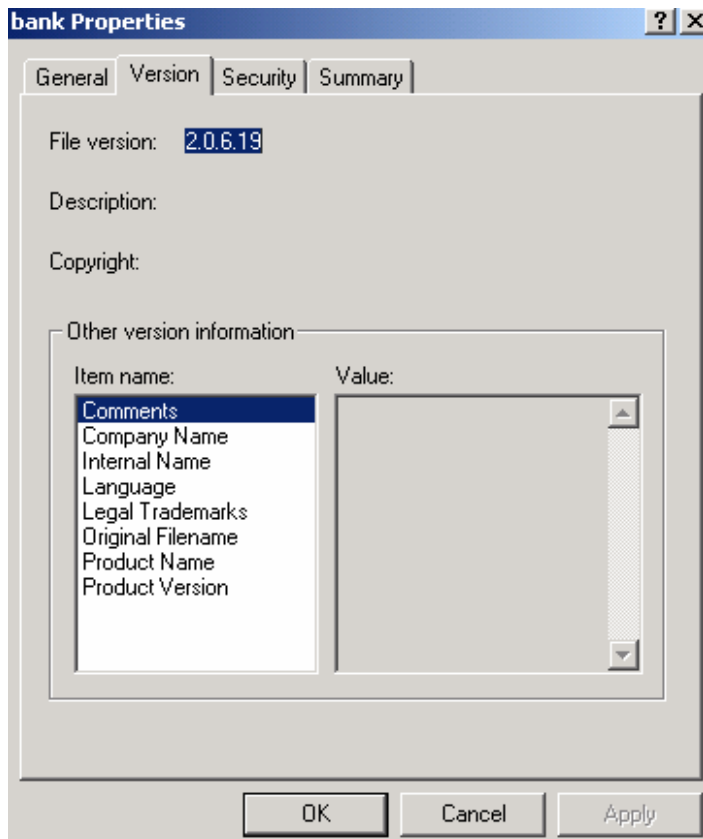 bank Properties
General Version Security Summary
File version: 2.0.6.19
Description:
Copyright:
Other version information
Item name: Value:
Comments
Company Name
Internal Name
Language
Legal Trademarks
Original Filename
Product Name
Product Version
OK Cancel Apply